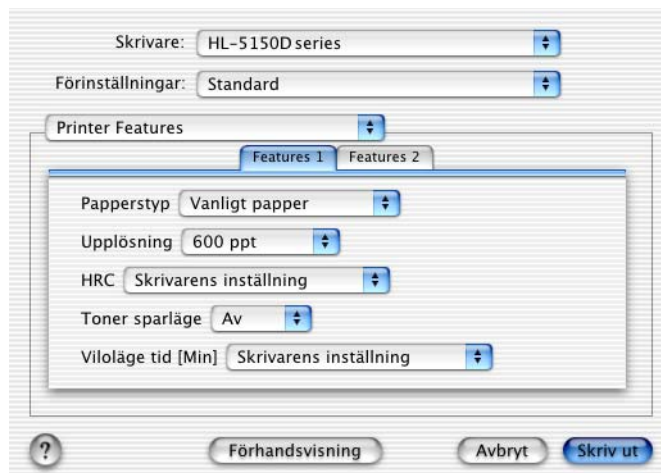 Skrivare: HL-5150D series
Förinställningar: Standard
Printer Features
Features 1 Features 2
Papperstyp Vanligt papper
Upplösning 600 ppt
HRC Skrivarens inställning
Toner sparläge Av
Viloläge tid [Min] Skrivarens inställning
? Förhandsvisning Avbryt Skriv ut